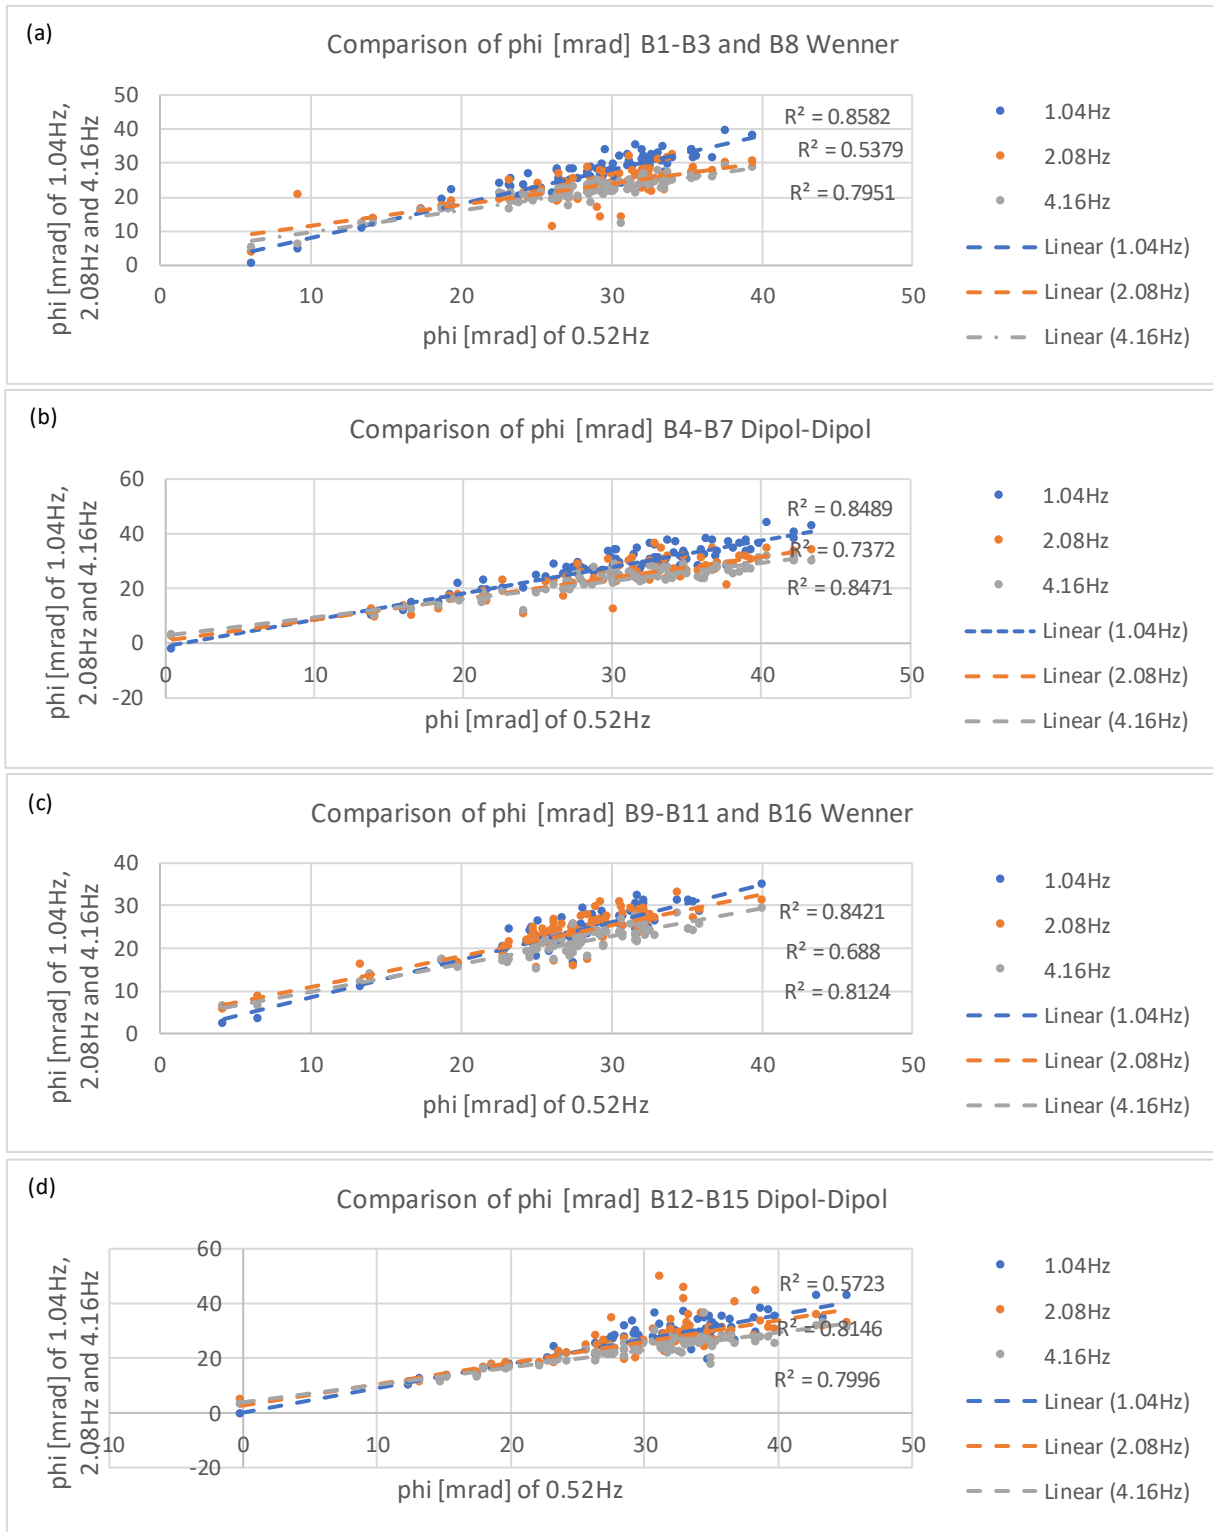 (a)
Comparison of phi [mrad] B1-B3 and B8 Wenner
phi [mrad] of 1.04Hz,
2.08Hz and 4.16Hz
50
40
30
20
10
0
0 10 20 30 40 50
R² = 0.8582
R² = 0.5379
R² = 0.7951
phi [mrad] of 0.52Hz
1.04Hz
2.08Hz
4.16Hz
Linear (1.04Hz)
Linear (2.08Hz)
Linear (4.16Hz)
(b)
Comparison of phi [mrad] B4-B7 Dipol-Dipol
phi [mrad] of 1.04Hz,
2.08Hz and 4.16Hz
60
40
20
0
-20
0 10 20 30 40 50
R² = 0.8489
R² = 0.7372
R² = 0.8471
phi [mrad] of 0.52Hz
1.04Hz
2.08Hz
4.16Hz
Linear (1.04Hz)
Linear (2.08Hz)
Linear (4.16Hz)
(c)
Comparison of phi [mrad] B9-B11 and B16 Wenner
phi [mrad] of 1.04Hz,
2.08Hz and 4.16Hz
40
30
20
10
0
0 10 20 30 40 50
R² = 0.8421
R² = 0.688
R² = 0.8124
phi [mrad] of 0.52Hz
1.04Hz
2.08Hz
4.16Hz
Linear (1.04Hz)
Linear (2.08Hz)
Linear (4.16Hz)
(d)
Comparison of phi [mrad] B12-B15 Dipol-Dipol
phi [mrad] of 1.04Hz,
2.08Hz and 4.16Hz
60
40
20
0
-20
-10 0 10 20 30 40 50
R² = 0.5723
R² = 0.8146
R² = 0.7996
phi [mrad] of 0.52Hz
1.04Hz
2.08Hz
4.16Hz
Linear (1.04Hz)
Linear (2.08Hz)
Linear (4.16Hz)